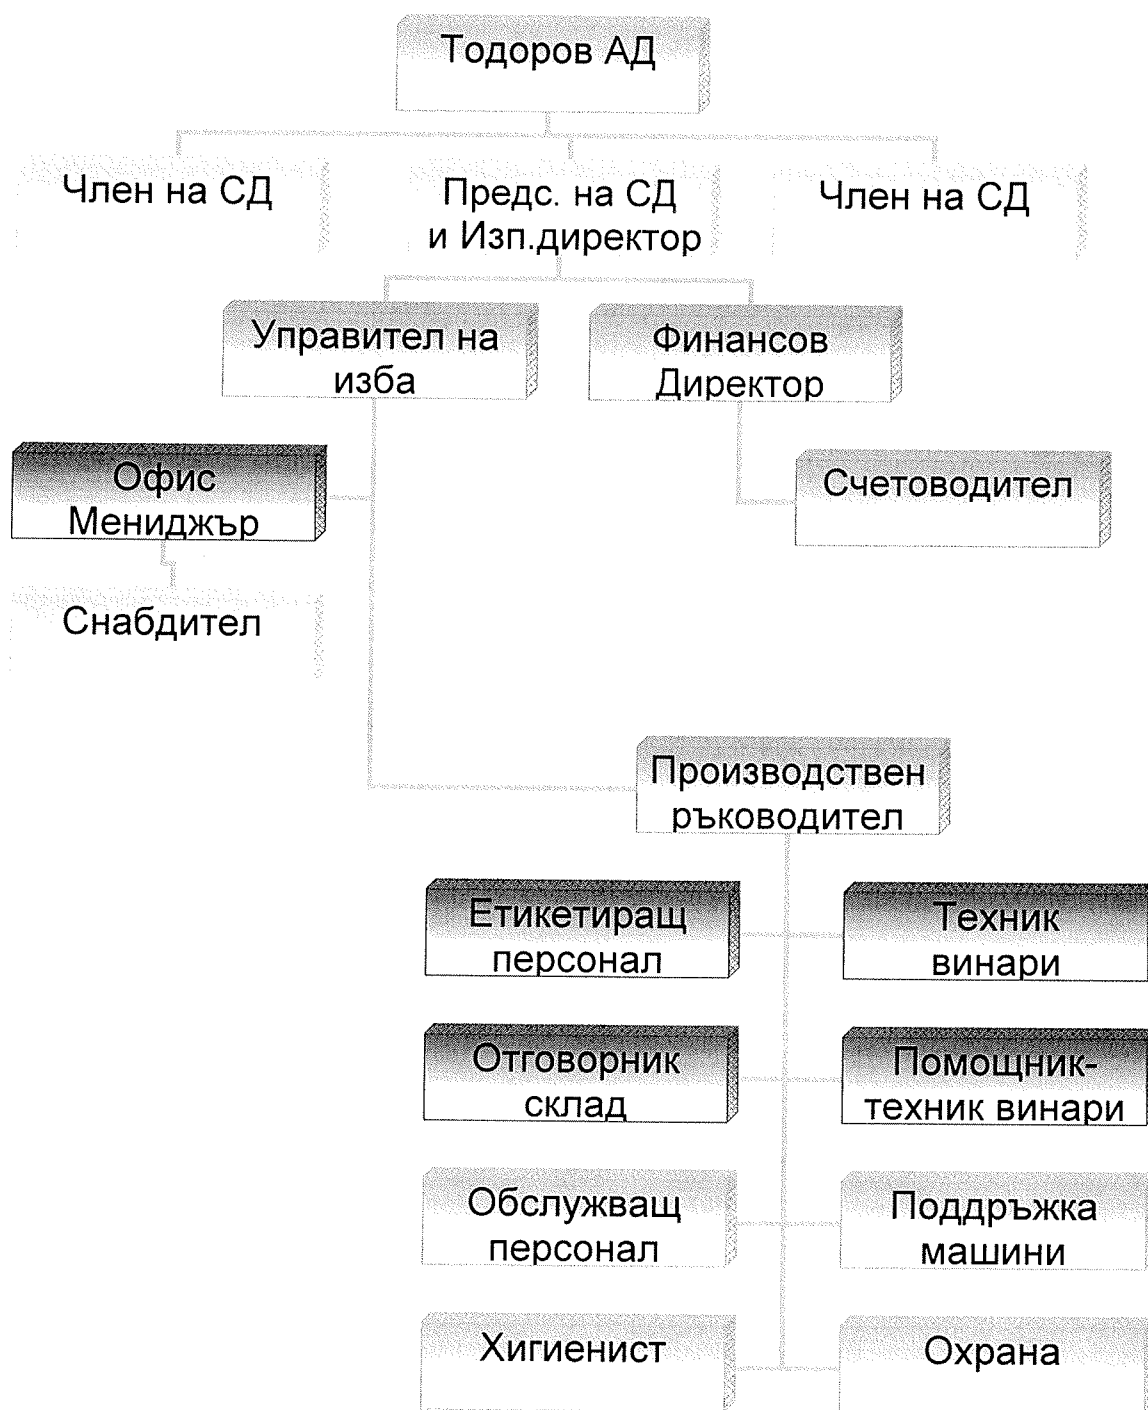 Тодоров АД
Член на СД
Предс. на СД
и Изп.директор
Член на СД
Управител на
изба
Финансов
Директор
Офис
Мениджър
Счетоводител
Снабдител
Производствен
ръководител
Етикетиращ
персонал
Техник
винари
Отговорник
склад
Помощник-
техник винари
Обслужващ
персонал
Поддръжка
машини
Хигиенист
Охрана